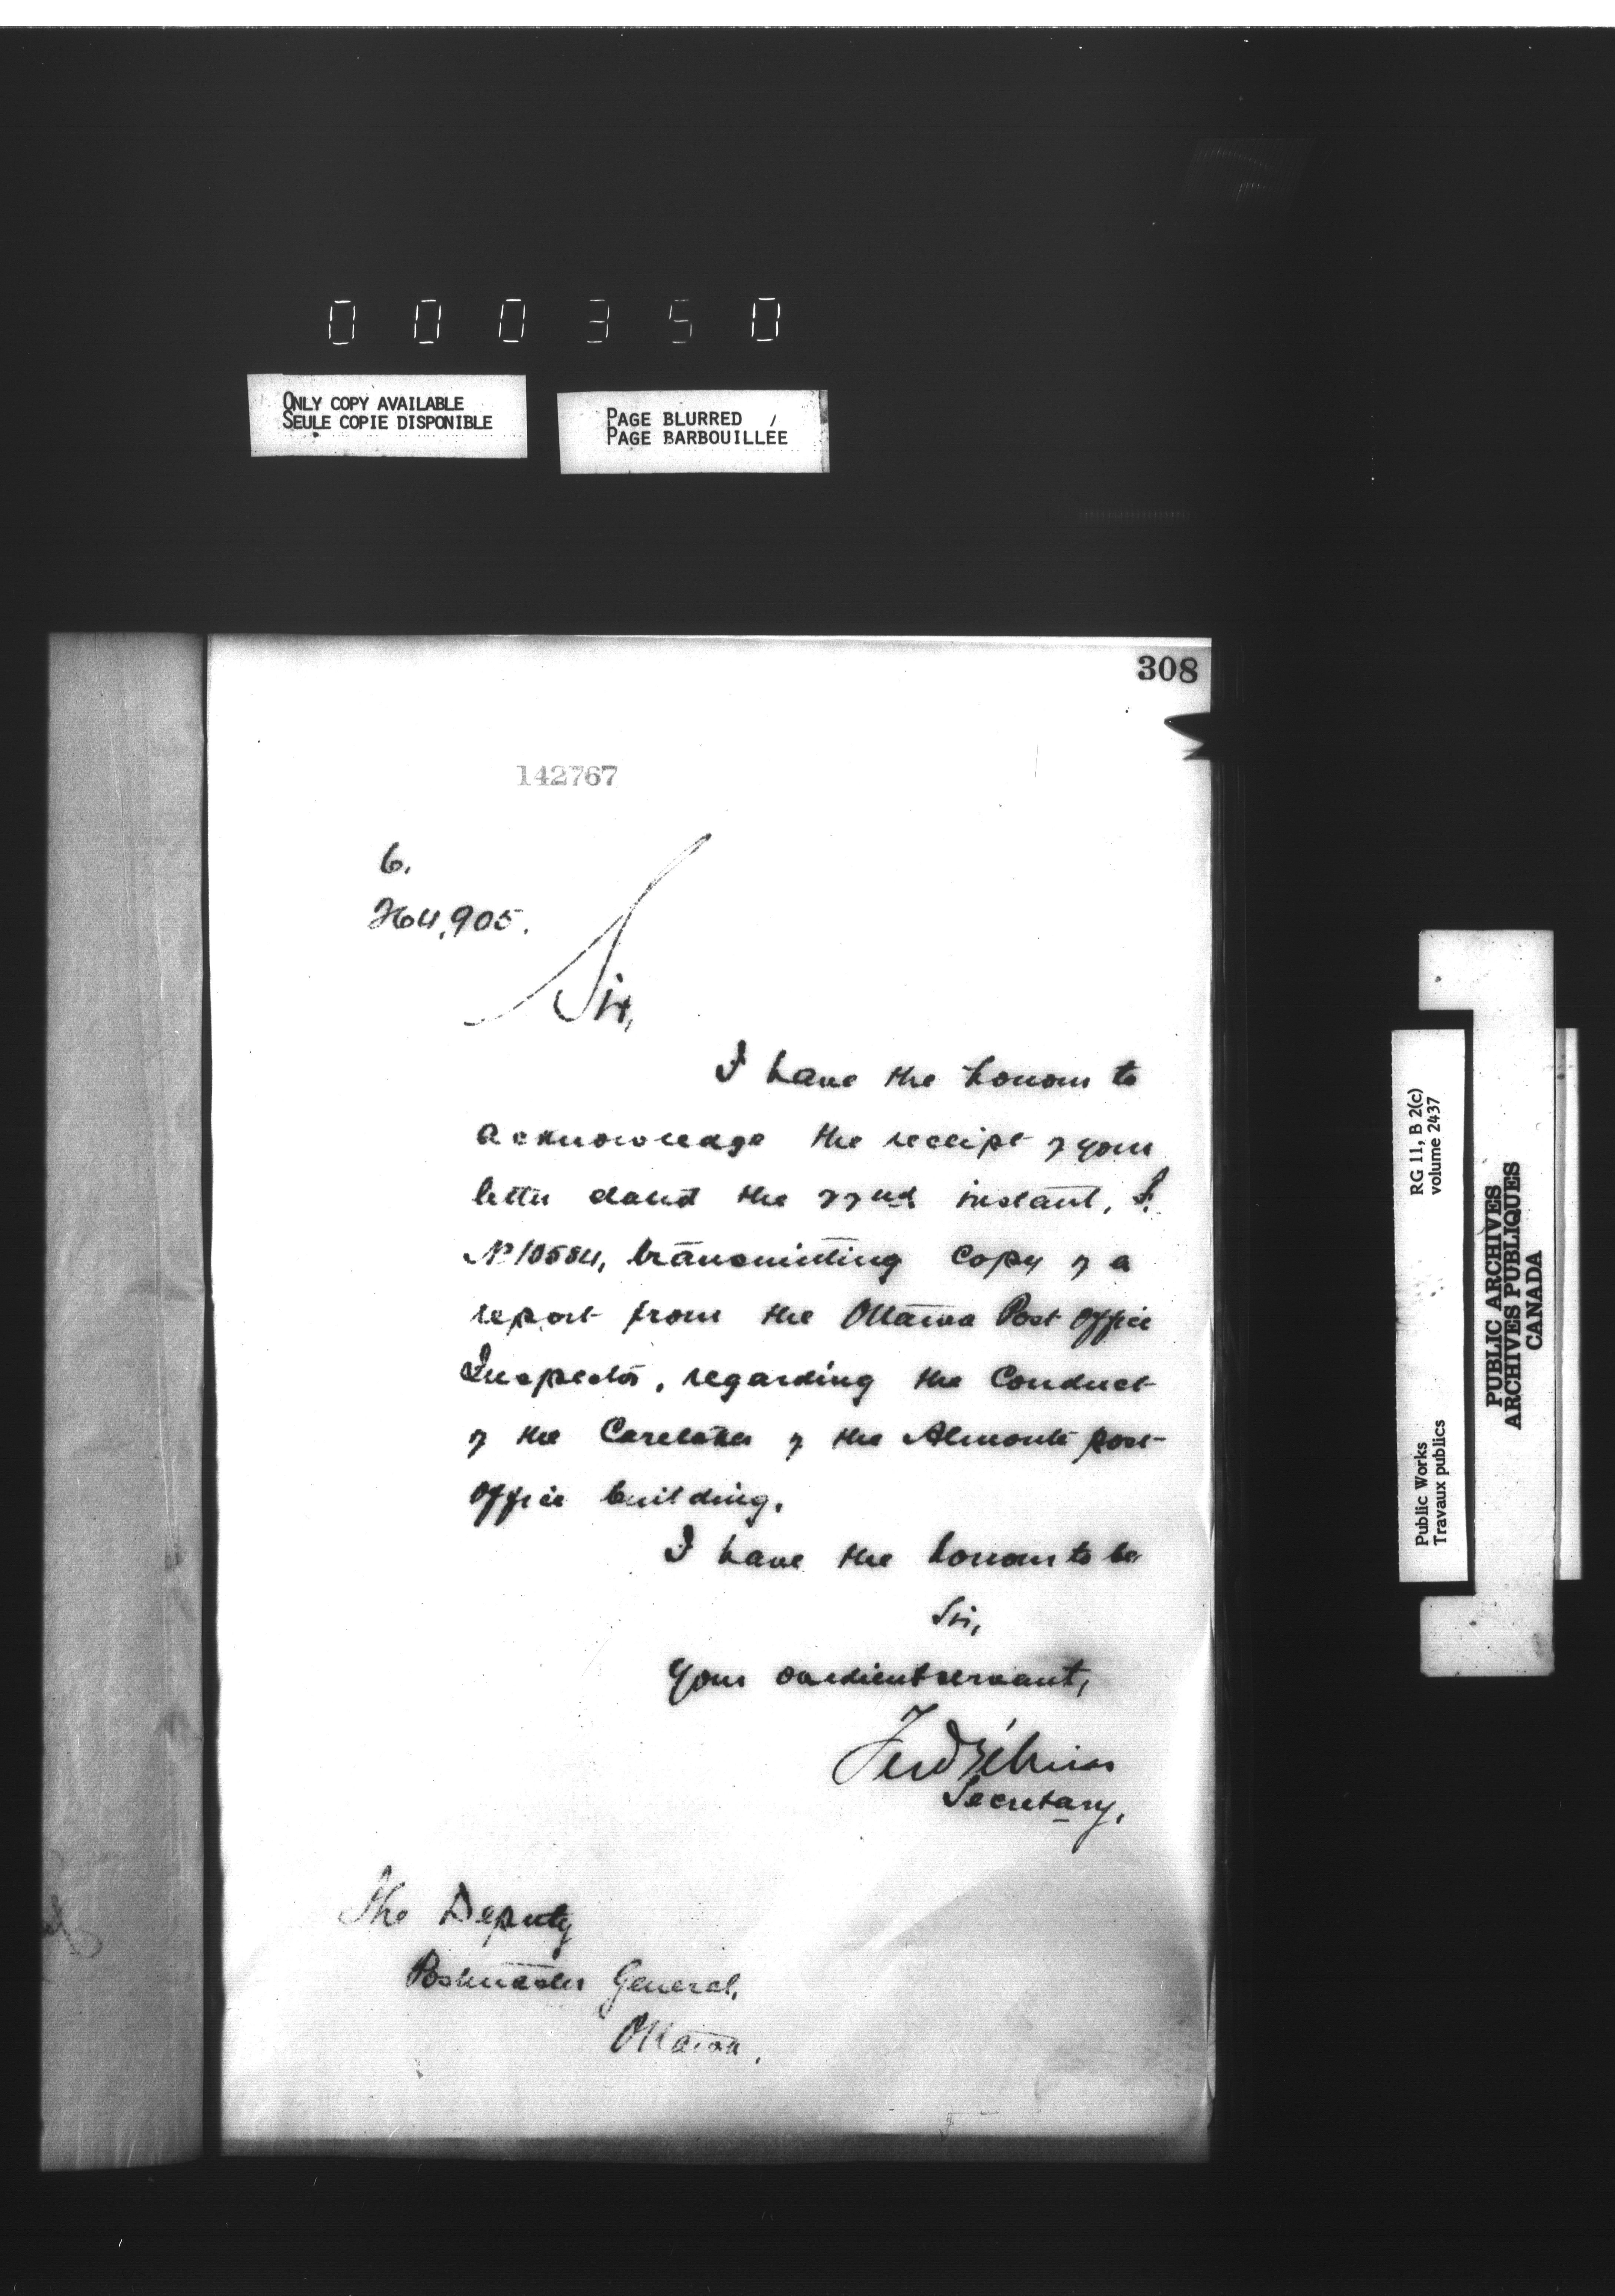 000350
ONLY COPY AVAILABLE
SEULE COPIE DISPONIBLE
PAGE BLURRED /
PAGE BARBOUILLÉE
308
142767
6.
264,905.
Sir,
I have the honour to
acknowledge the receipt of your
letter dated the 22nd instant, I.
No 10584, transmitting copy of a
report from the Ottawa Post Office
Inspector, regarding the Conduct
of the Caretaker of the Almonte post
office building.
I have the honour to be
Sir,
Your obedient servant,
Secretary.
The Deputy
Postmaster General,
Ottawa.
RG 11, B 2(c)
volume 2437
Public Works
Travaux publics
PUBLIC ARCHIVES
ARCHIVES PUBLIQUES
CANADA